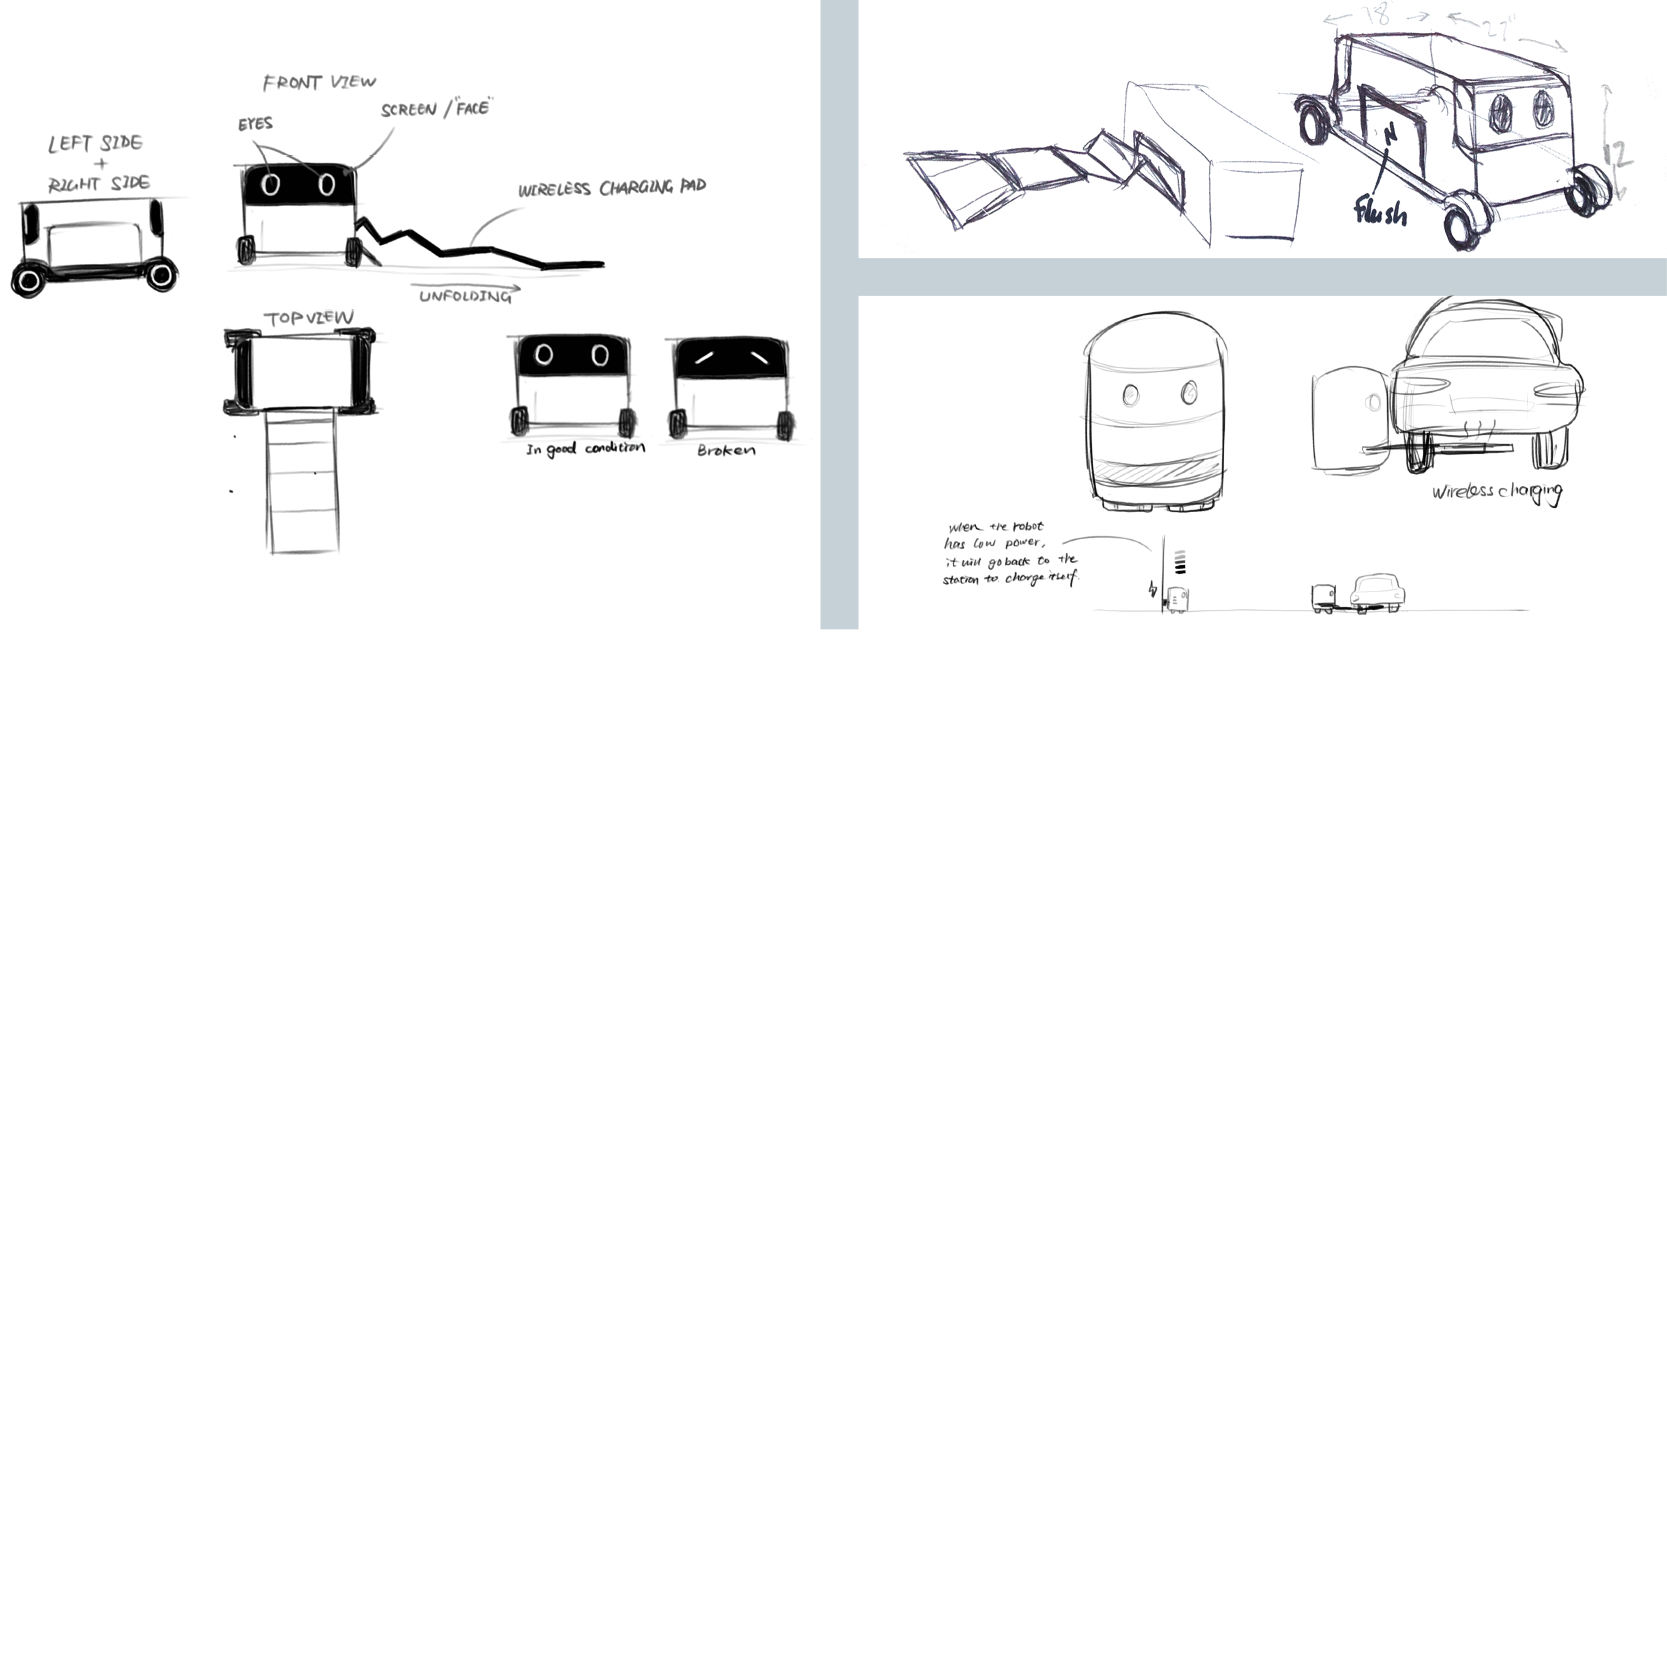 FRONT VIEW
SCREEN / "FACE"
EYES
LEFT SIDE
+
RIGHT SIDE
WIRELESS CHARGING PAD
UNFOLDING
TOP VIEW
In good condition
Broken
18"
12
Flush
Wireless charging
when the robot
has low power,
it will go back to the
station to charge itself.